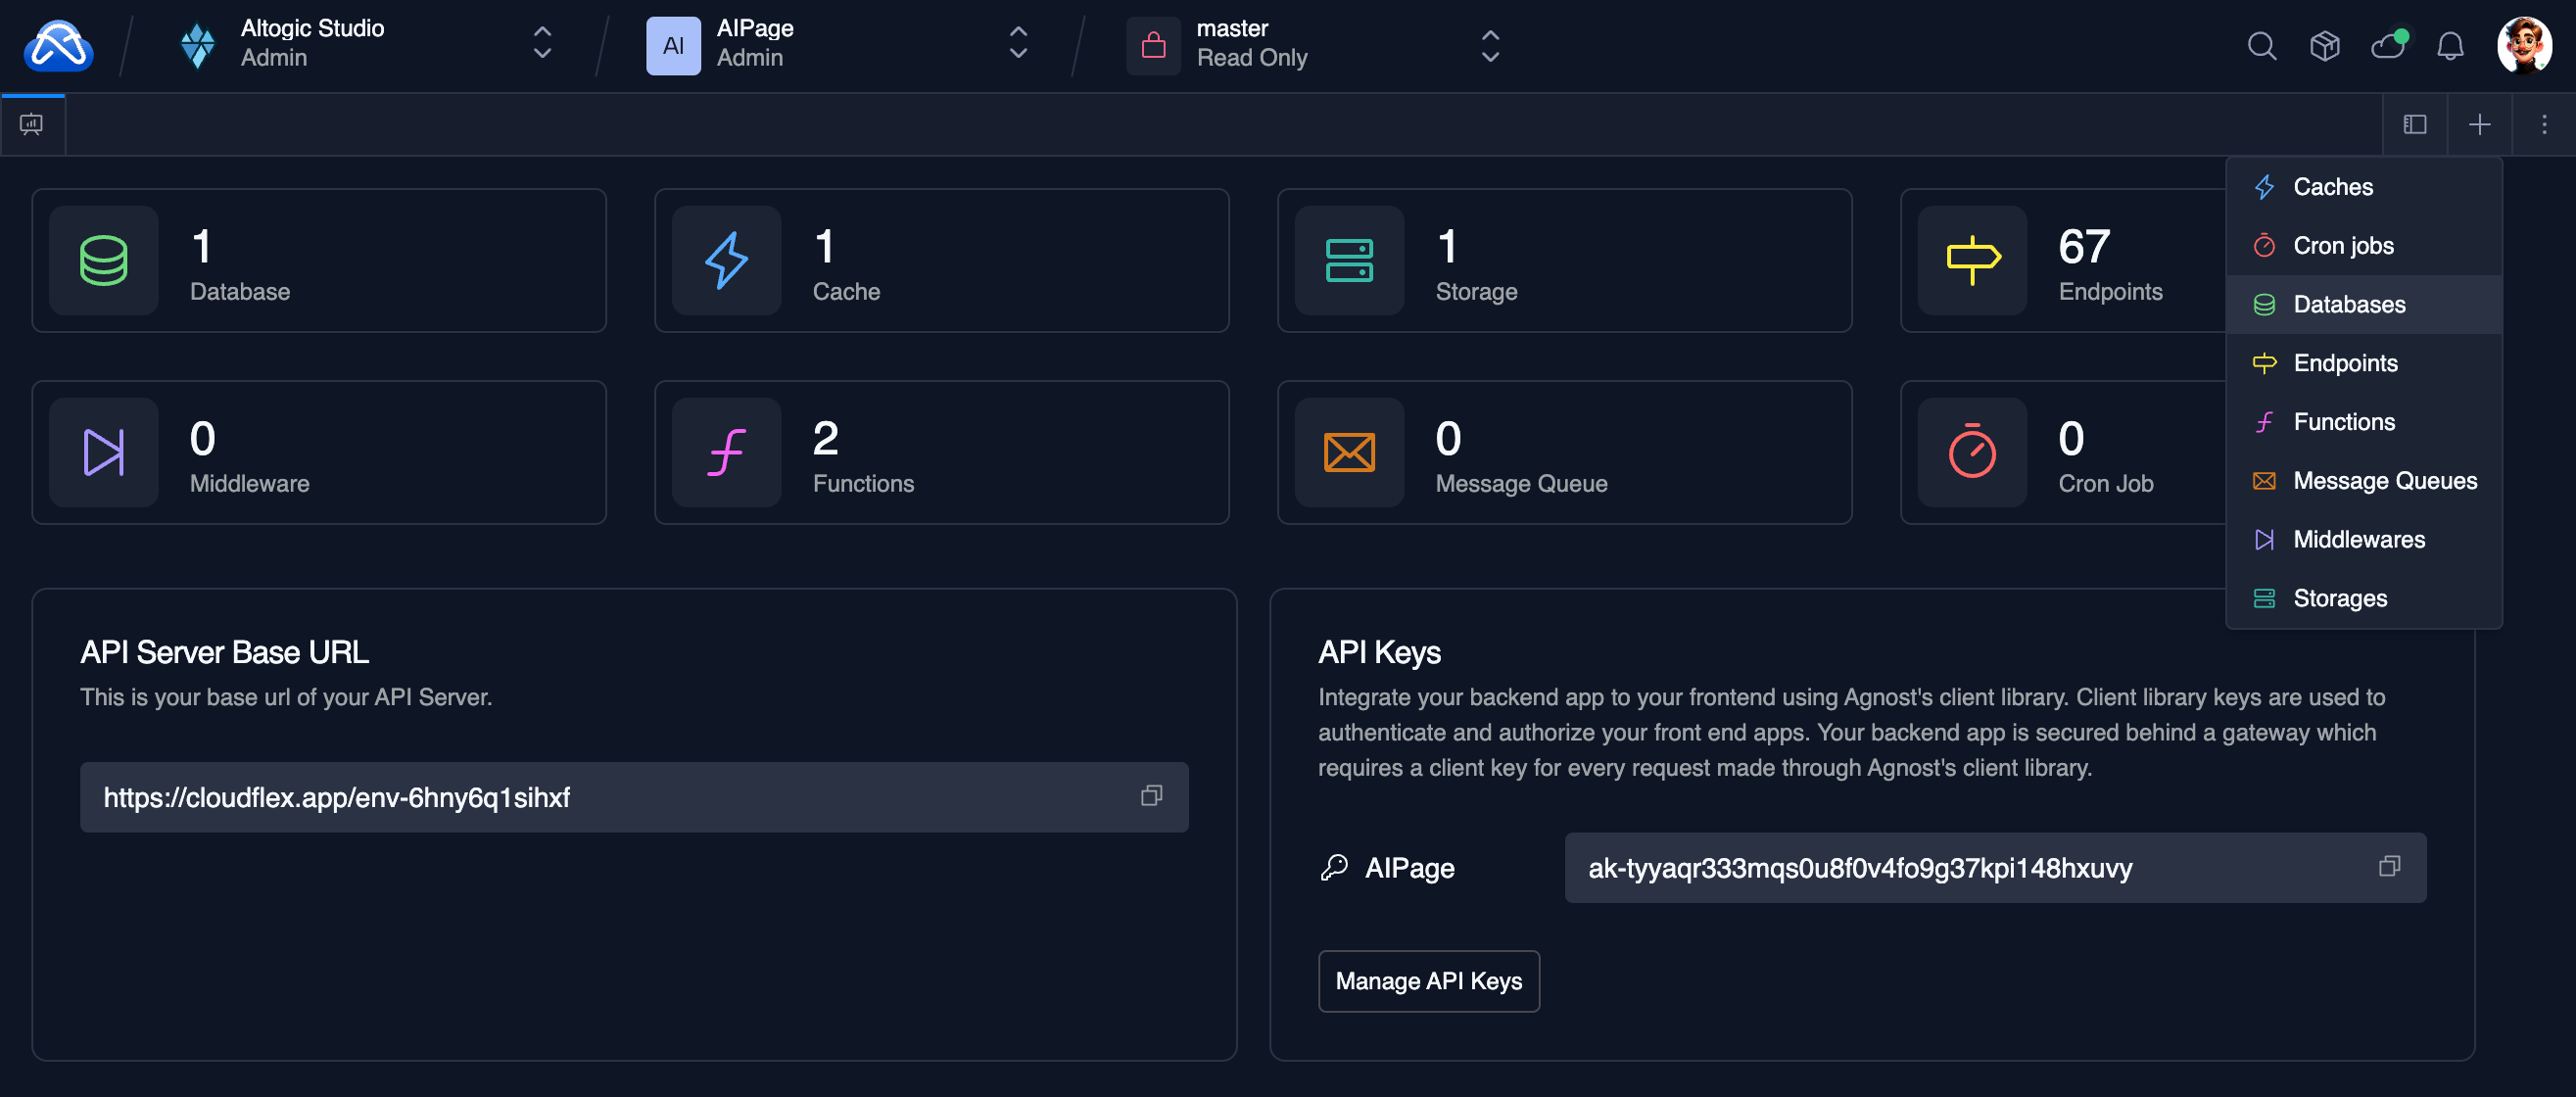 Altogic Studio
Admin
AI
AIPage
Admin
master
Read Only
1
Database
1
Cache
1
Storage
67
Endpoints
0
Middleware
2
Functions
0
Message Queue
0
Cron Job
Caches
Cron jobs
Databases
Endpoints
Functions
Message Queues
Middlewares
Storages
API Server Base URL
This is your base url of your API Server.
https://cloudflex.app/env-6hny6q1sihxf
API Keys
Integrate your backend app to your frontend using Agnost's client library. Client library keys are used to
authenticate and authorize your front end apps. Your backend app is secured behind a gateway which
requires a client key for every request made through Agnost's client library.
AIPage
ak-tyyaqr333mqs0u8f0v4fo9g37kpi148hxuvy
Manage API Keys